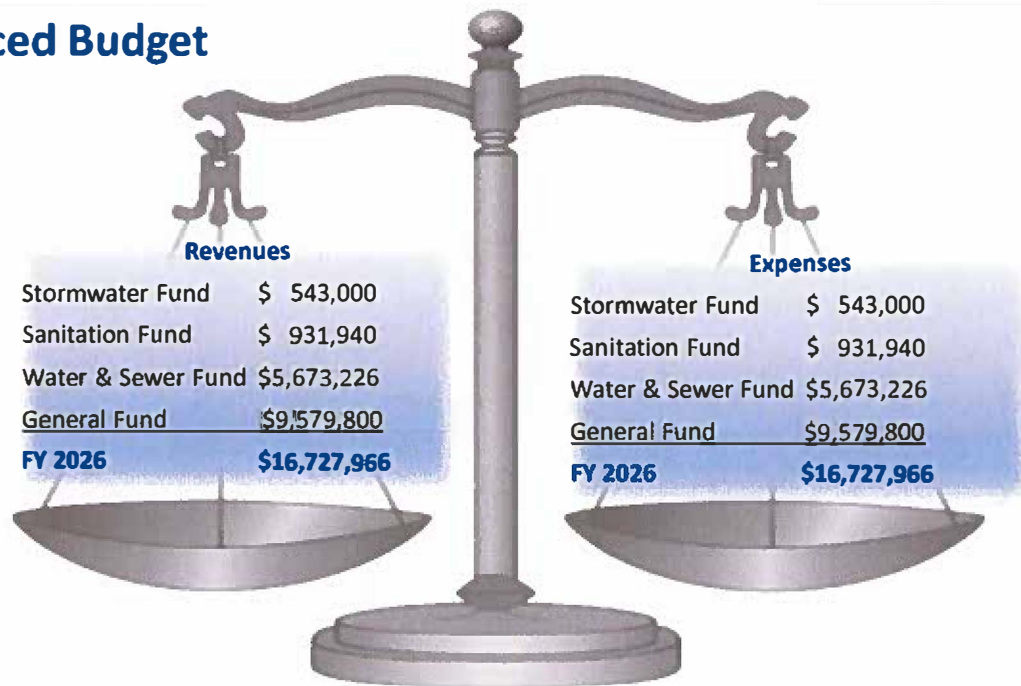 ced Budget
Revenues
Stormwater Fund $ 543,000
Sanitation Fund $ 931,940
Water & Sewer Fund $5,673,226
General Fund $9,579,800
FY 2026 $16,727,966
Expenses
Stormwater Fund $ 543,000
Sanitation Fund $ 931,940
Water & Sewer Fund $5,673,226
General Fund $9,579,800
FY 2026 $16,727,966